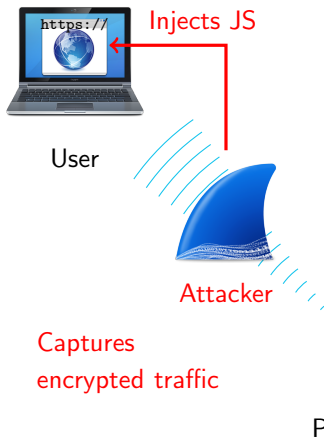 https://
Injects JS
User
Attacker
Captures
encrypted traffic
P